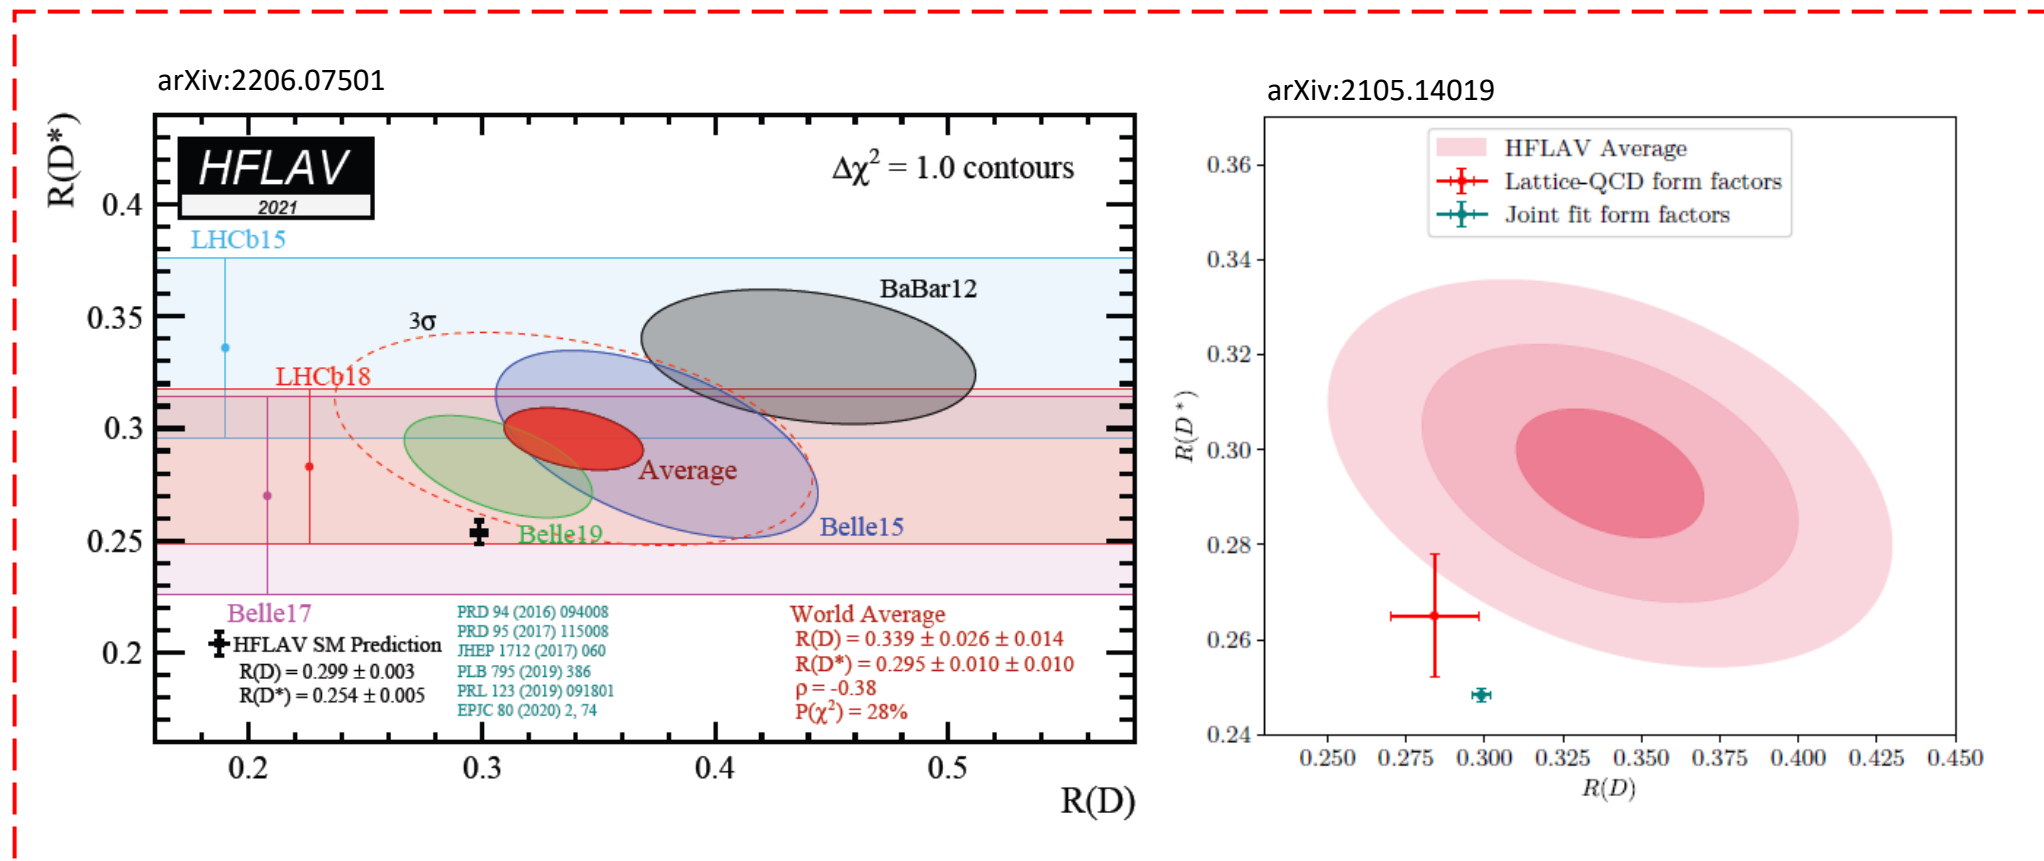 arXiv:2206.07501
R(D*)
HFLAV
2021
Δχ² = 1.0 contours
0.4
LHCb15
BaBar12
0.35
3σ
LHCb18
0.3
Average
Belle15
Belle19
0.25
Belle17
HFLAV SM Prediction
R(D) = 0.299 ± 0.003
R(D*) = 0.254 ± 0.005
PRD 94 (2016) 094008
PRD 95 (2017) 115008
JHEP 1712 (2017) 060
PLB 795 (2019) 386
PRL 123 (2019) 091801
EPJC 80 (2020) 2, 74
World Average
R(D) = 0.339 ± 0.026 ± 0.014
R(D*) = 0.295 ± 0.010 ± 0.010
ρ = -0.38
P(χ²) = 28%
0.2
0.2 0.3 0.4 0.5
R(D)
arXiv:2105.14019
HFLAV Average
Lattice-QCD form factors
Joint fit form factors
0.36
0.34
0.32
R(D*)
0.30
0.28
0.26
0.24
0.250 0.275 0.300 0.325 0.350 0.375 0.400 0.425 0.450
R(D)